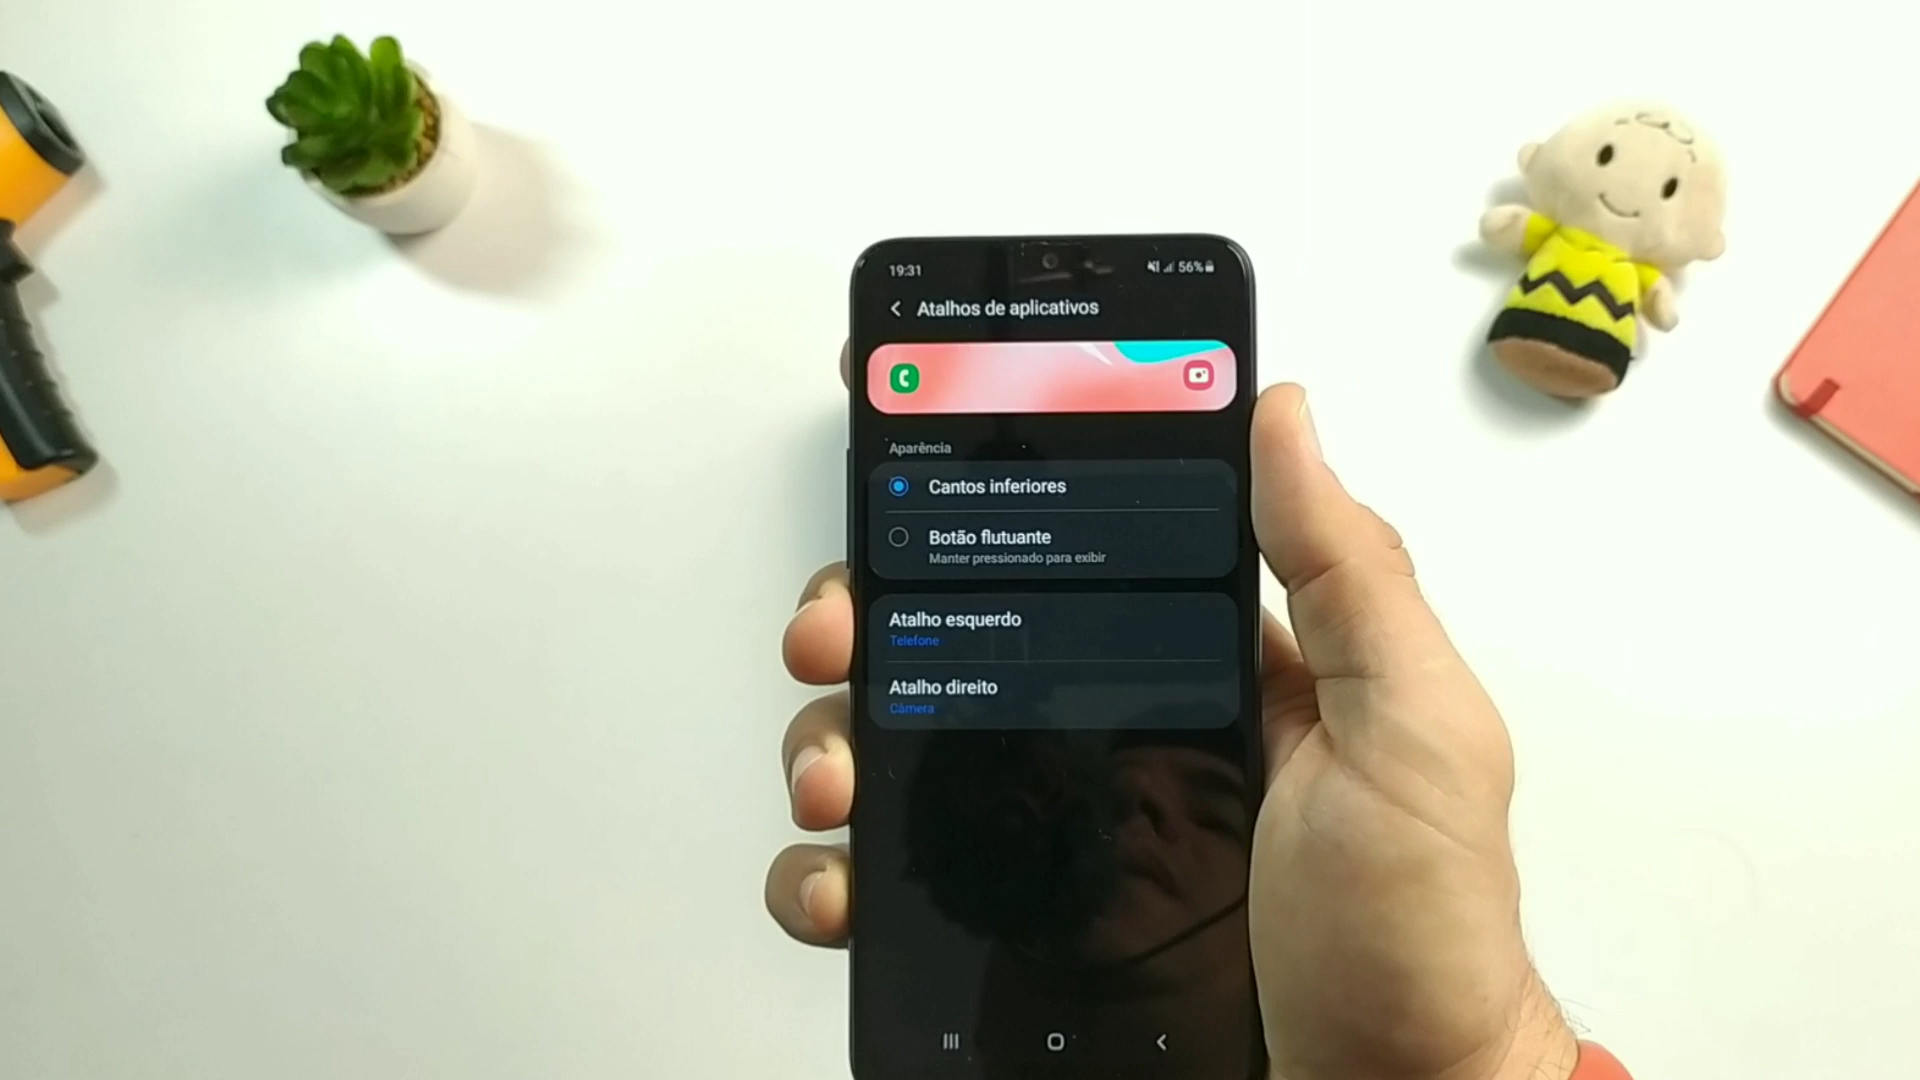 19:31
56%
Atalhos de aplicativos
Aparência
Cantos inferiores
Botão flutuante
Manter pressionado para exibir
Atalho esquerdo
Telefone
Atalho direito
Câmera